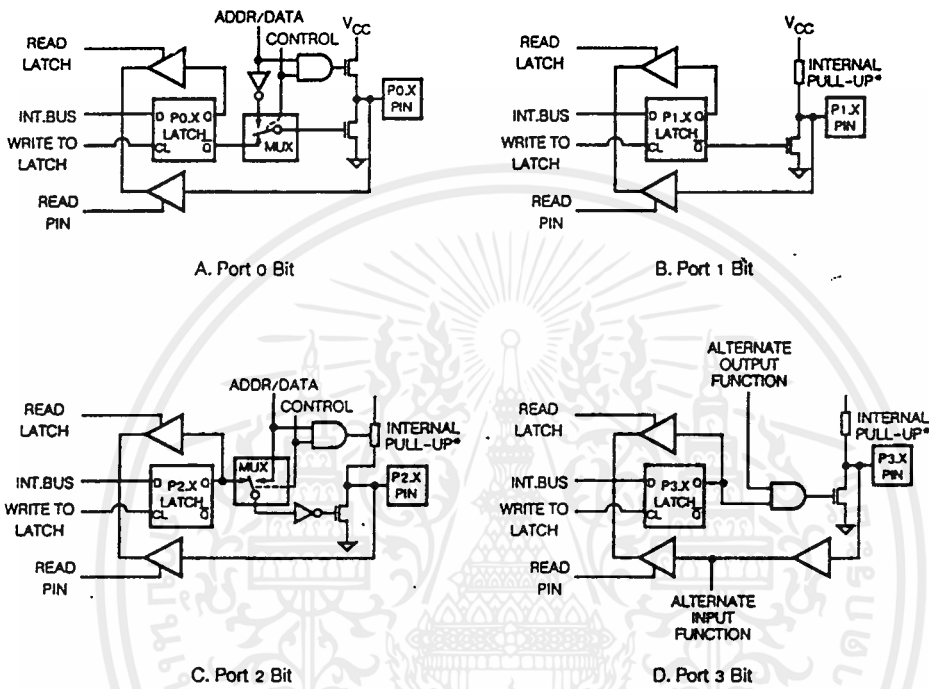 ADDR/DATA
CONTROL
VCC
READ
LATCH
INT.BUS
WRITE TO
LATCH
READ
PIN
D P0.X Q
LATCH
CL Q
MUX
P0.X
PIN
A. Port 0 Bit
VCC
READ
LATCH
INTERNAL
PULL-UP*
INT.BUS
WRITE TO
LATCH
READ
PIN
D P1.X Q
LATCH
CL Q
P1.X
PIN
B. Port 1 Bit
ADDR/DATA
CONTROL
READ
LATCH
INTERNAL
PULL-UP*
INT.BUS
WRITE TO
LATCH
READ
PIN
D P2.X Q
LATCH
CL Q
MUX
P2.X
PIN
C. Port 2 Bit
ALTERNATE
OUTPUT
FUNCTION
READ
LATCH
INTERNAL
PULL-UP*
INT.BUS
WRITE TO
LATCH
READ
PIN
D P3.X Q
LATCH
CL Q
P3.X
PIN
ALTERNATE
INPUT
FUNCTION
D. Port 3 Bit